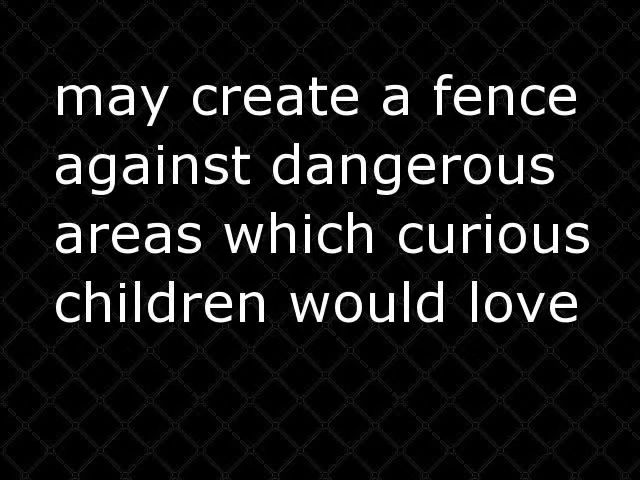 may create a fence
against dangerous
areas which curious
children would love